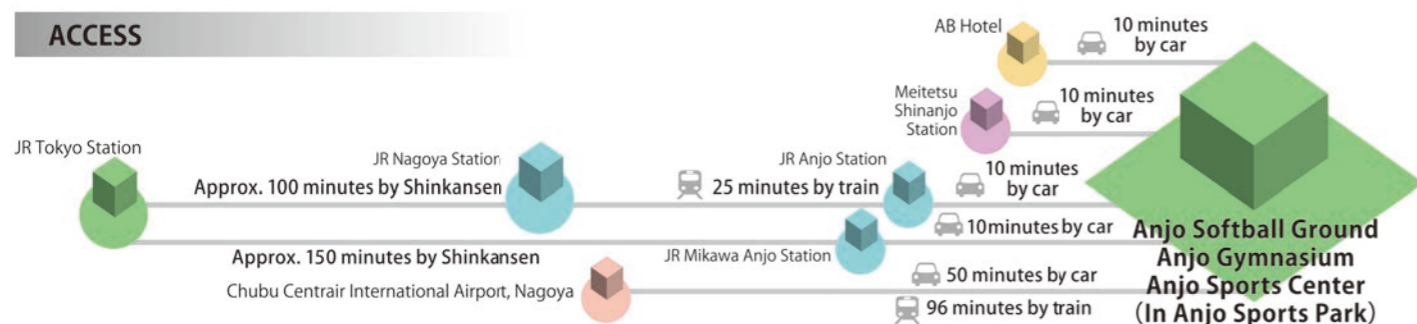 ACCESS
AB Hotel
10 minutes
by car
Meitetsu
Shinanjo
Station
10 minutes
by car
JR Tokyo Station
JR Nagoya Station
JR Anjo Station
Approx. 100 minutes by Shinkansen
25 minutes by train
10 minutes
by car
Approx. 150 minutes by Shinkansen
JR Mikawa Anjo Station
10minutes by car
Chubu Centrair International Airport, Nagoya
50 minutes by car
96 minutes by train
Anjo Softball Ground
Anjo Gymnasium
Anjo Sports Center
(In Anjo Sports Park)